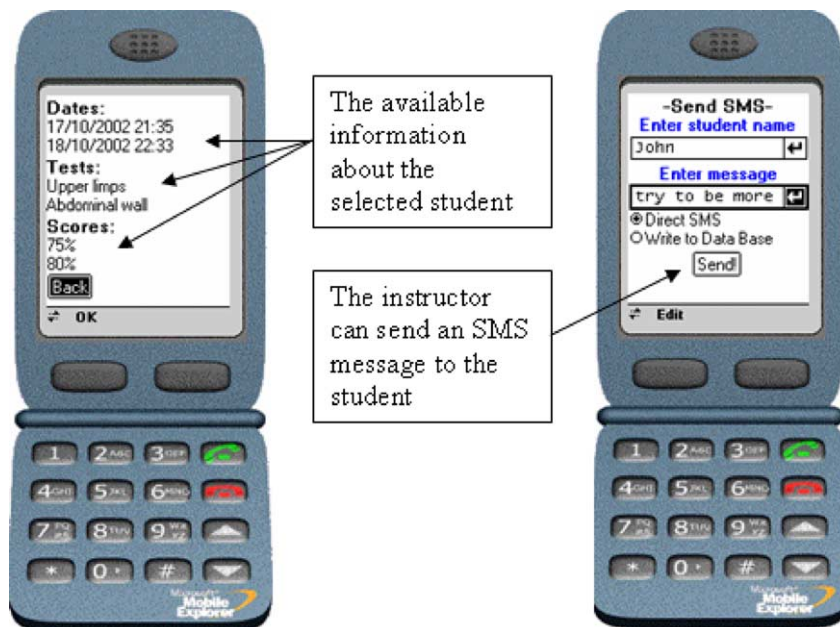 Dates:
17/10/2002 21:35
18/10/2002 22:33
Tests:
Upper limps
Abdominal wall
Scores:
75%
80%
Back
OK
1 2ABC 3DEF
4GHI 5JKL 6MNO
7PQRS 8TUV 9WXYZ
* 0 #
Microsoft
Mobile
Explorer
The available
information
about the
selected student
The instructor
can send an SMS
message to the
student
-Send SMS-
Enter student name
John
Enter message
try to be more
Direct SMS
Write to Data Base
Send!
Edit
1 2ABC 3DEF
4GHI 5JKL 6MNO
7PQRS 8TUV 9WXYZ
* 0 #
Microsoft
Mobile
Explorer